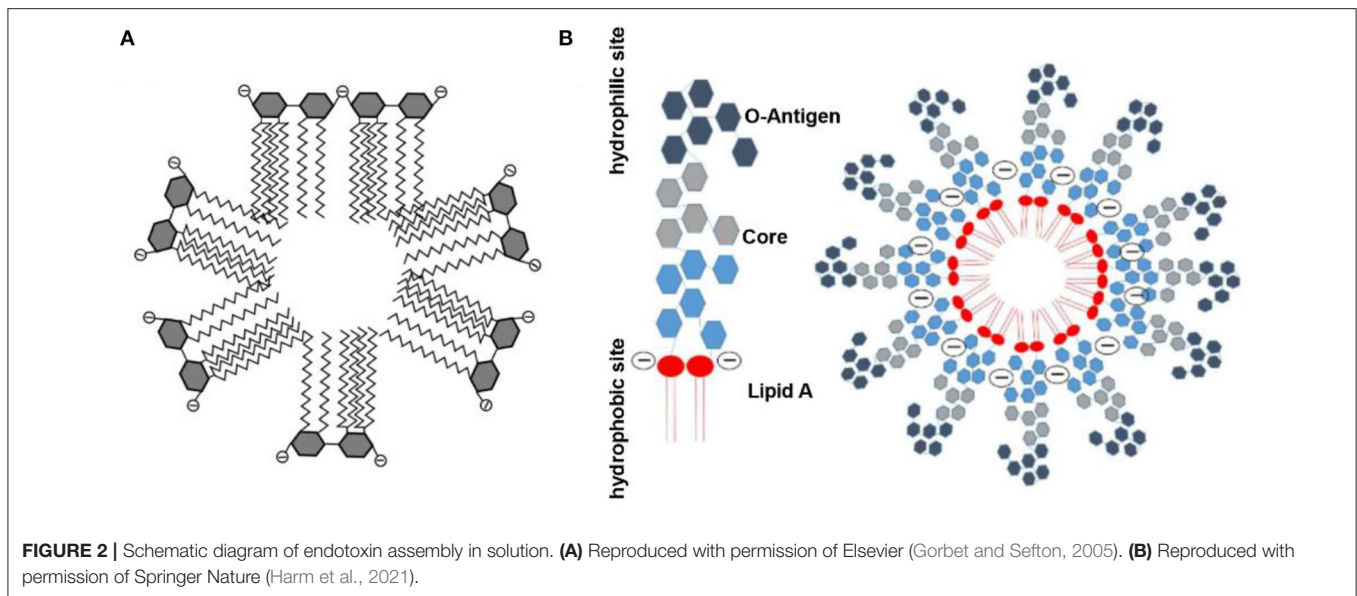 A
B
hydrophilic site
O-Antigen
Core
Lipid A
hydrophobic site
FIGURE 2 | Schematic diagram of endotoxin assembly in solution. (A) Reproduced with permission of Elsevier (Gorbet and Sefton, 2005). (B) Reproduced with
permission of Springer Nature (Harm et al., 2021).